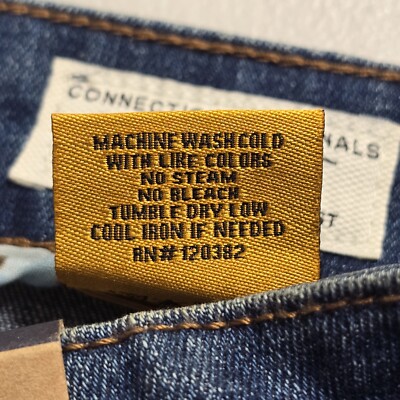 CONNECTI
NALS
ST
MACHINE WASH COLD
WITH LIKE COLORS
NO STEAM
NO BLEACH
TUMBLE DRY LOW
COOL IRON IF NEEDED
RN# 120382